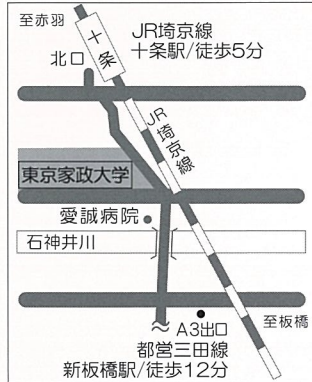 至赤羽
十条
JR埼京線
十条駅/徒歩5分
北口
JR埼京線
東京家政大学
愛誠病院
石神井川
A3出口
至板橋
都営三田線
新板橋駅/徒歩12分